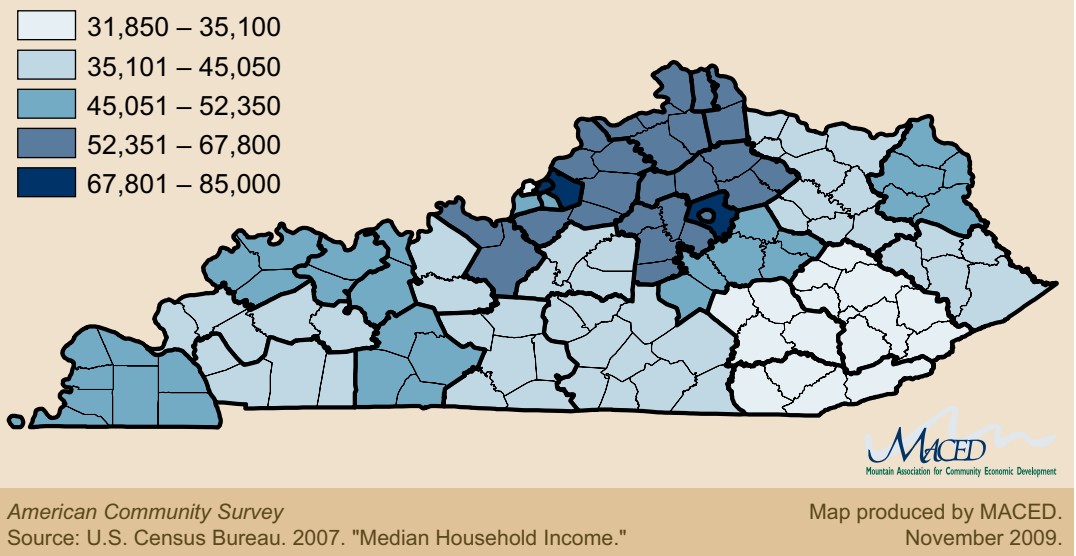 31,850 – 35,100
35,101 – 45,050
45,051 – 52,350
52,351 – 67,800
67,801 – 85,000
MACED
Mountain Association for Community Economic Development
American Community Survey
Source: U.S. Census Bureau. 2007. "Median Household Income."
Map produced by MACED.
November 2009.